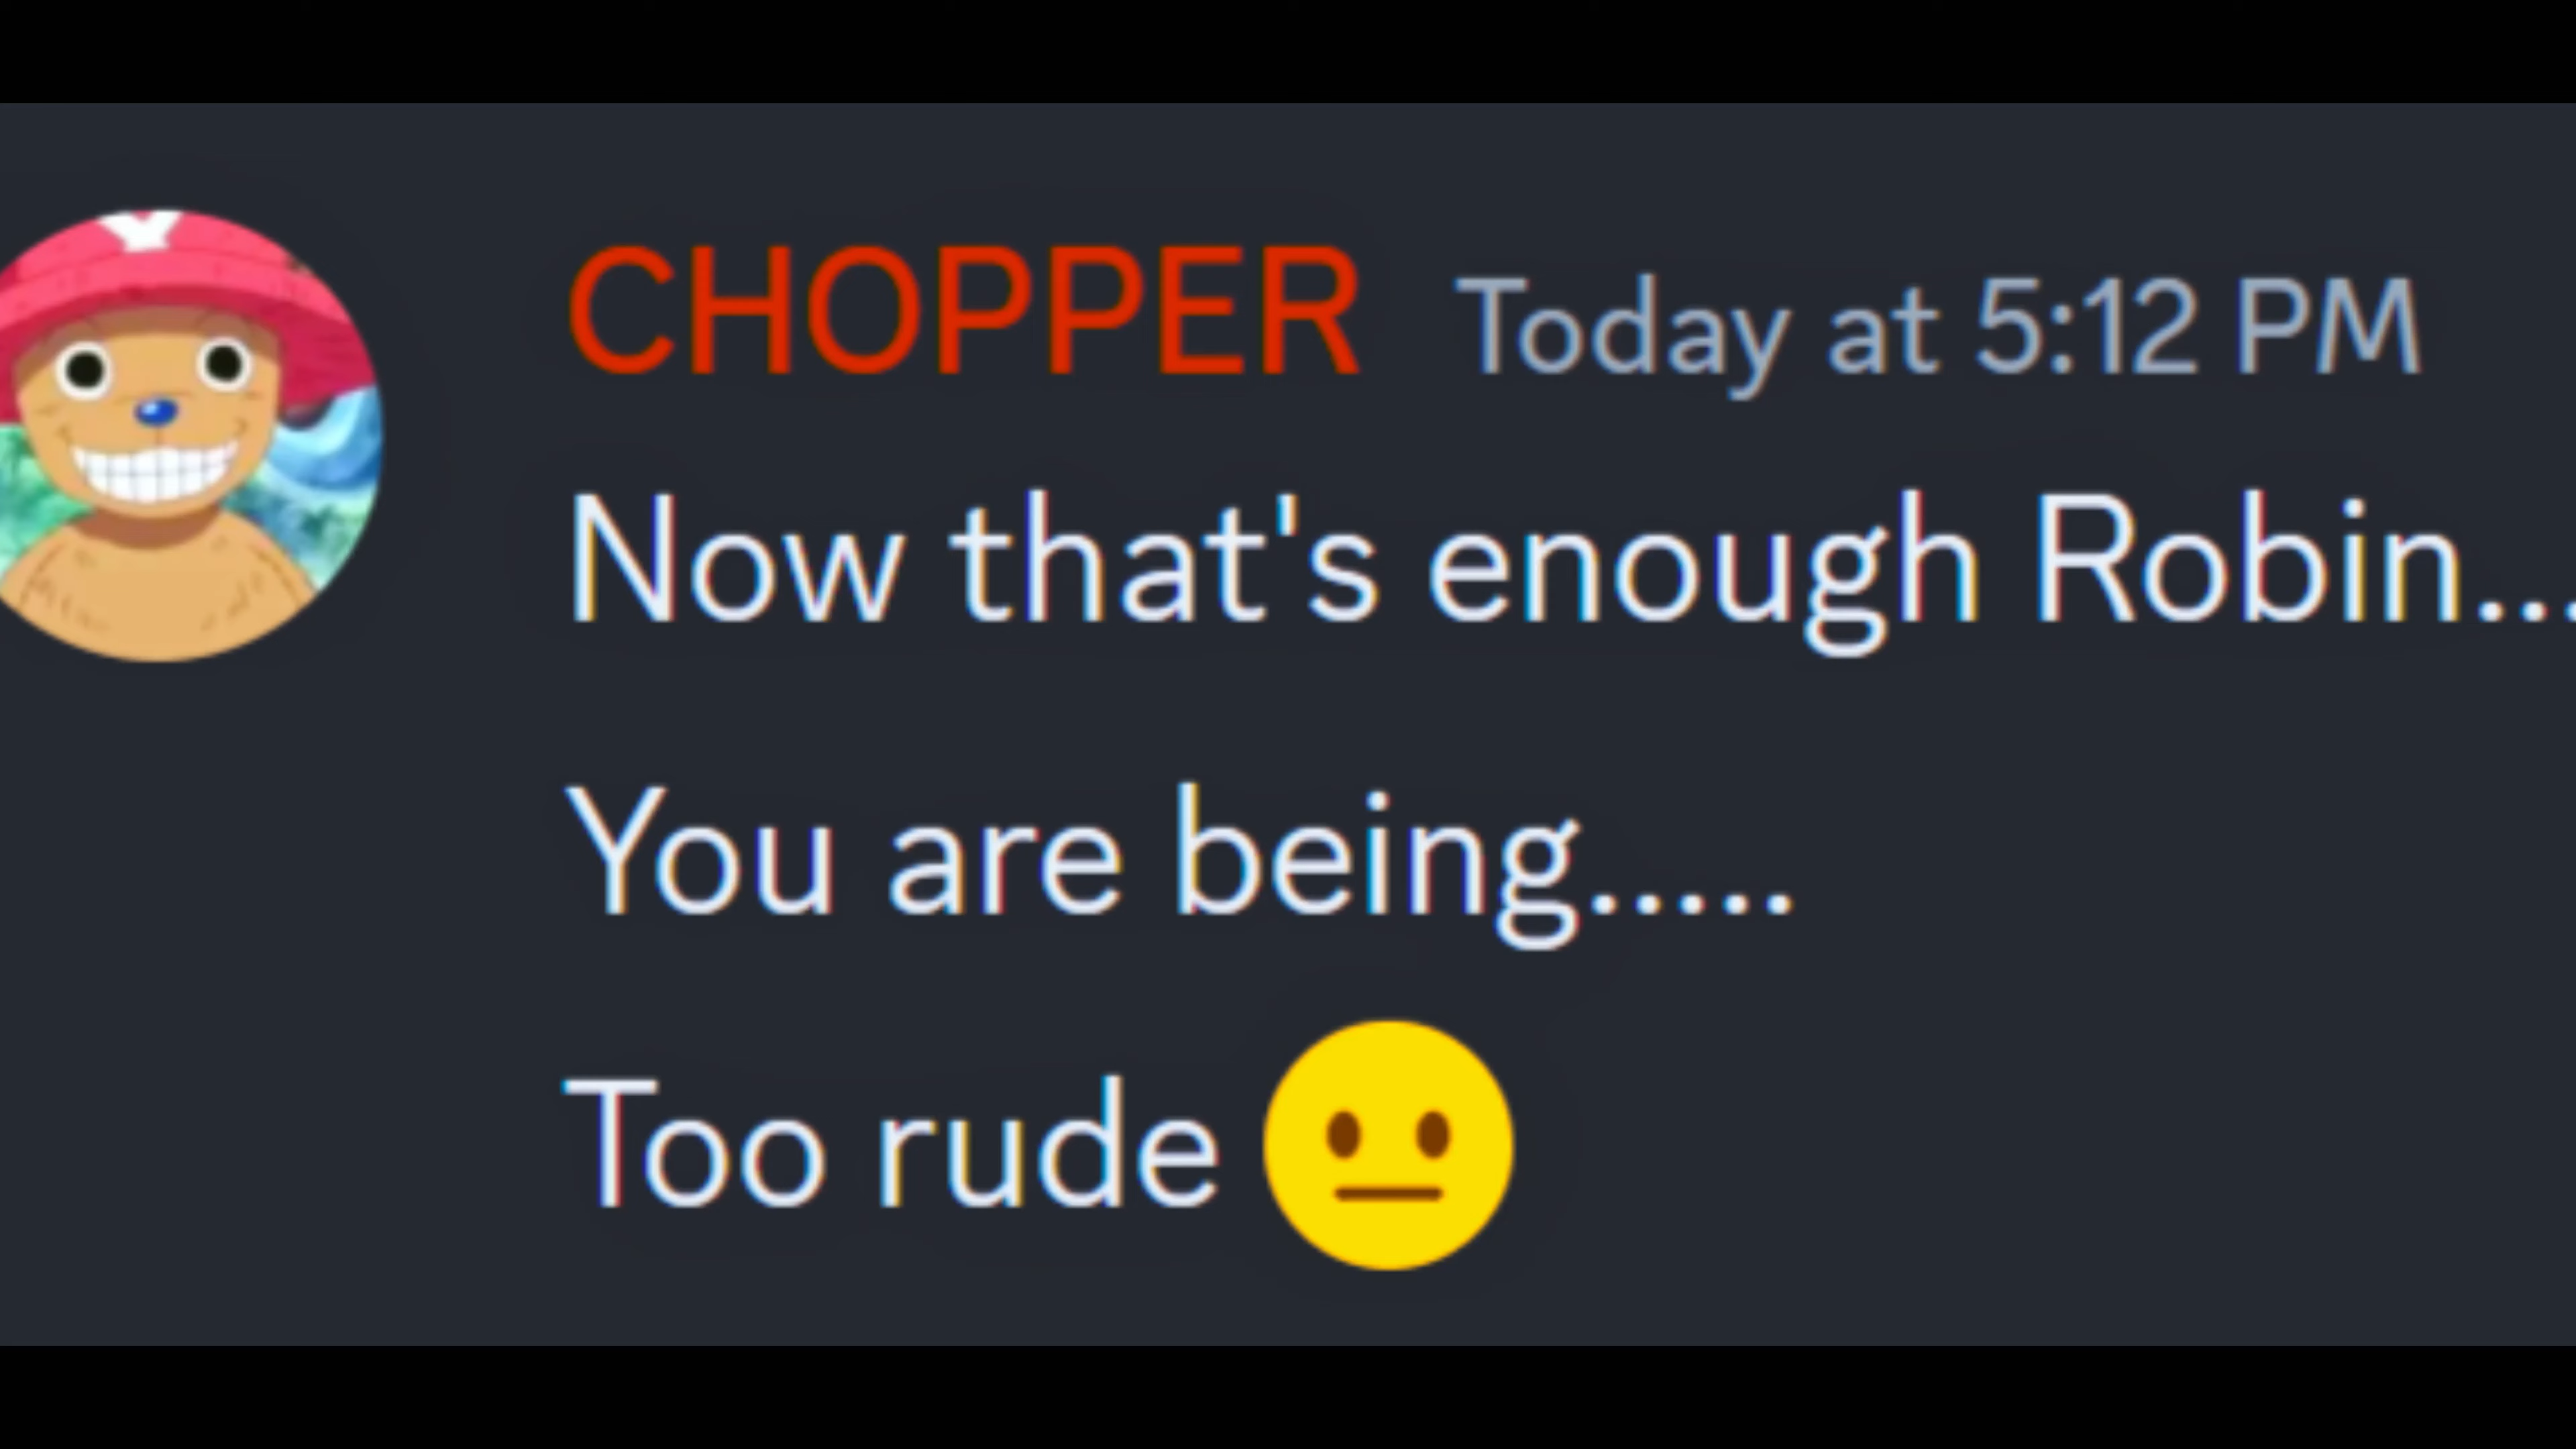 CHOPPER Today at 5:12 PM
Now that's enough Robin...
You are being.....
Too rude 😐